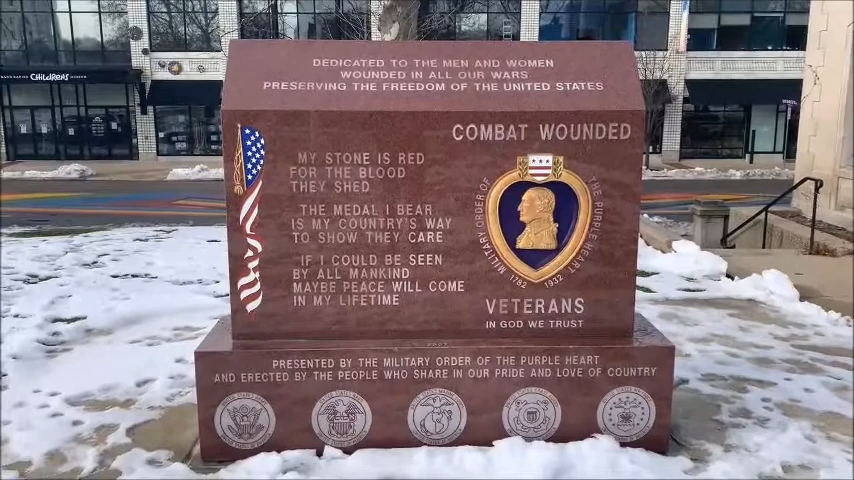 DEDICATED TO THE MEN AND WOMEN
WOUNDED IN ALL OUR WARS
PRESERVING THE FREEDOM OF THE UNITED STATES
COMBAT WOUNDED
MY STONE IS RED
FOR THE BLOOD
THEY SHED.
THE MEDAL I BEAR
IS MY COUNTRY'S WAY
TO SHOW THEY CARE.
IF I COULD BE SEEN
BY ALL MANKIND
MAYBE PEACE WILL COME
IN MY LIFETIME
MILITARY ORDER OF THE PURPLE HEART
1782 1932
VETERANS
IN GOD WE TRUST
PRESENTED BY THE MILITARY ORDER OF THE PURPLE HEART
AND ERECTED BY THE PEOPLE WHO SHARE IN OUR PRIDE AND LOVE OF COUNTRY
CHILDRENS